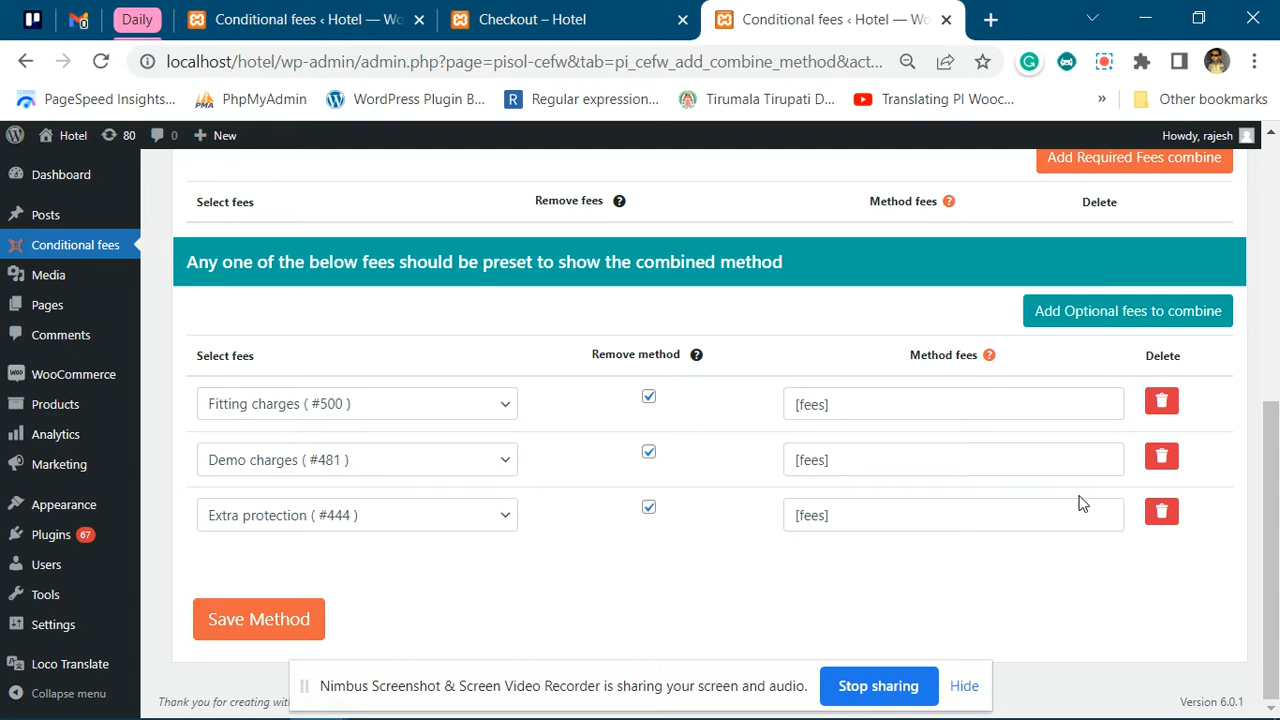 Daily
Conditional fees ‹ Hotel — Wo
Checkout – Hotel
Conditional fees ‹ Hotel — Wo
localhost/hotel/wp-admin/admin.php?page=pisol-cefw&tab=pi_cefw_add_combine_method&act...
PageSpeed Insights...
PMA
PhpMyAdmin
WordPress Plugin B...
R
Regular expression...
Tirumala Tirupati D...
Translating PI Wooc...
»
Other bookmarks
Hotel
80
0
+ New
Howdy, rajesh
Dashboard
Posts
Conditional fees
Media
Pages
Comments
WooCommerce
Products
Analytics
Marketing
Appearance
Plugins 67
Users
Tools
Settings
Loco Translate
Collapse menu
Add Required Fees combine
Select fees
Remove fees ?
Method fees ?
Delete
Any one of the below fees should be preset to show the combined method
Add Optional fees to combine
Select fees
Remove method ?
Method fees ?
Delete
Fitting charges ( #500 )
[fees]
Demo charges ( #481 )
[fees]
Extra protection ( #444 )
[fees]
Save Method
Nimbus Screenshot & Screen Video Recorder is sharing your screen and audio.
Stop sharing
Hide
Thank you for creating wit
Version 6.0.1